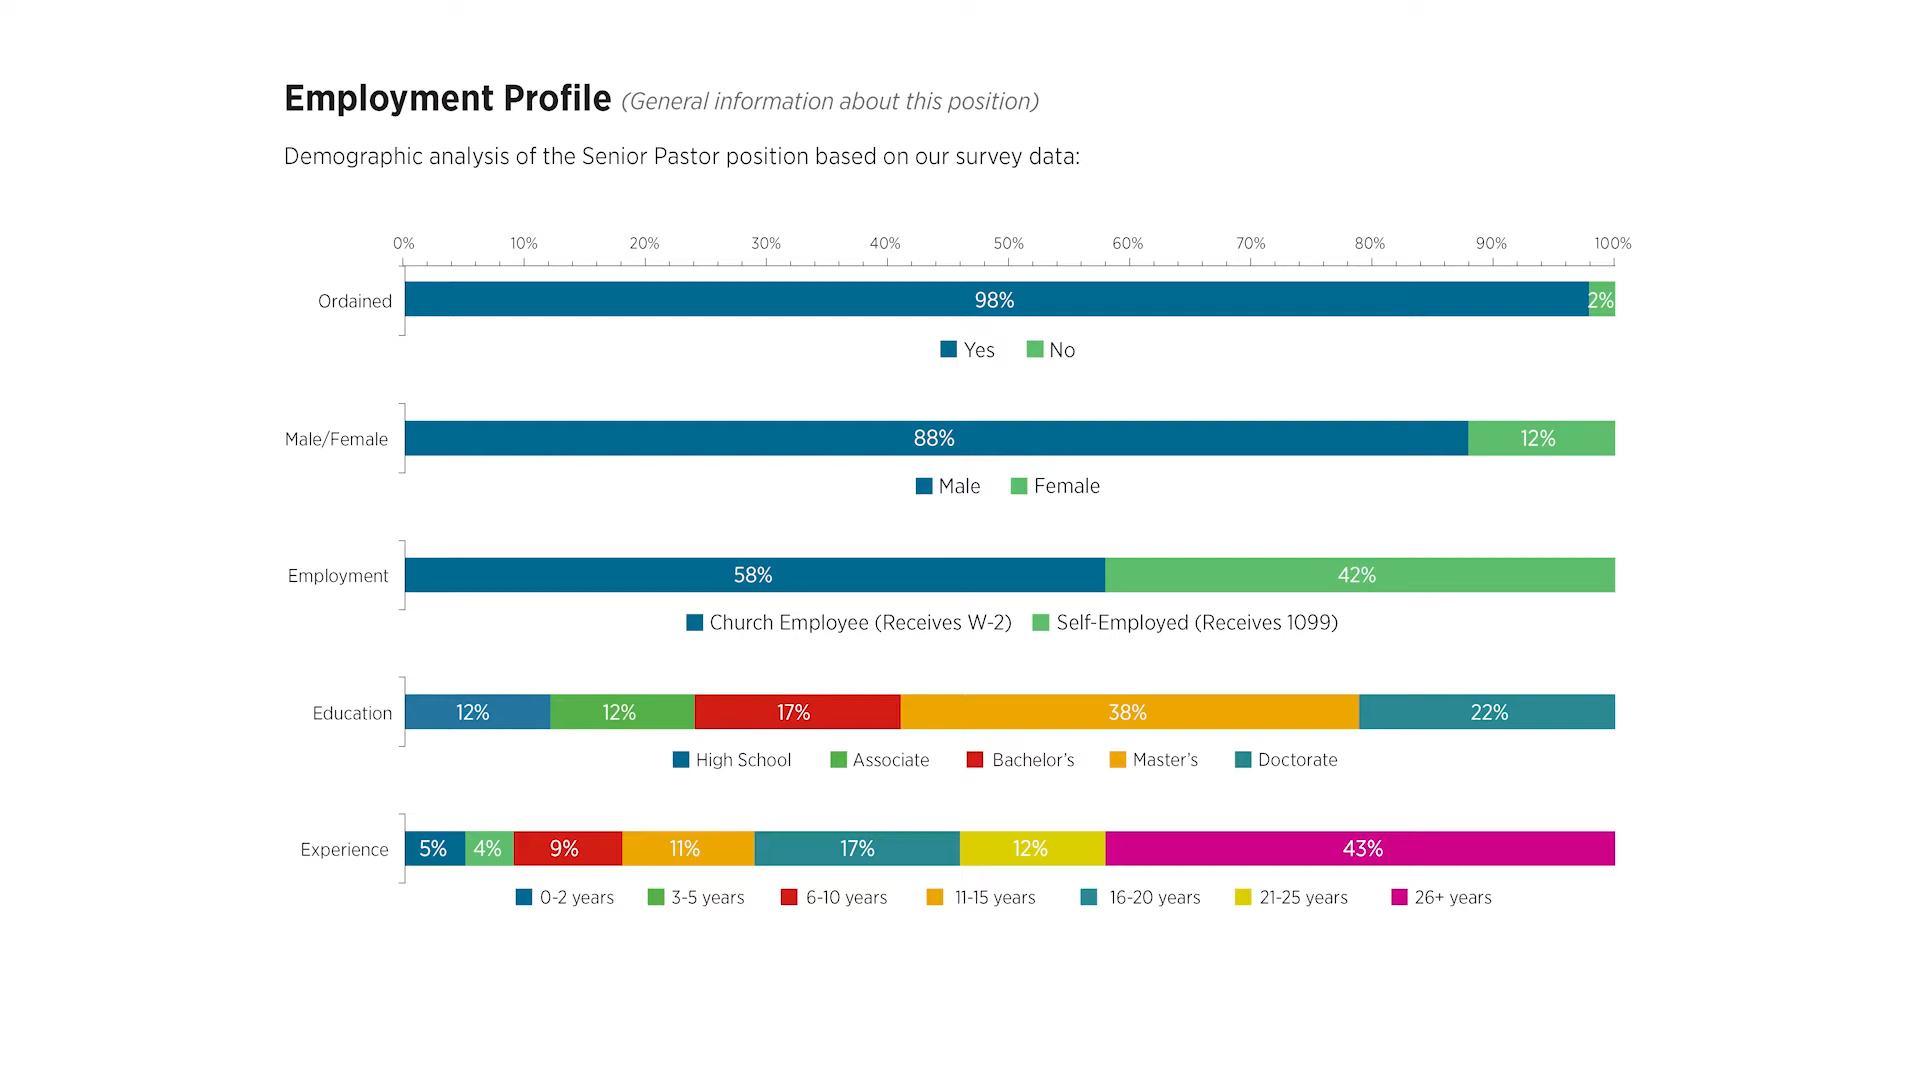 Employment Profile (General information about this position)
Demographic analysis of the Senior Pastor position based on our survey data:
0% 10% 20% 30% 40% 50% 60% 70% 80% 90% 100%
Ordained 98% 2%
Yes No
Male/Female 88% 12%
Male Female
Employment 58% 42%
Church Employee (Receives W-2) Self-Employed (Receives 1099)
Education 12% 12% 17% 38% 22%
High School Associate Bachelor’s Master’s Doctorate
Experience 5% 4% 9% 11% 17% 12% 43%
0-2 years 3-5 years 6-10 years 11-15 years 16-20 years 21-25 years 26+ years